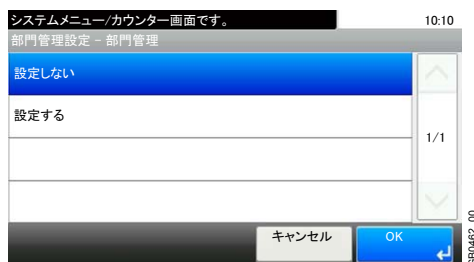 システムメニュー/カウンター画面です。 10:10
部門管理設定 - 部門管理
設定しない
設定する
1/1
キャンセル OK